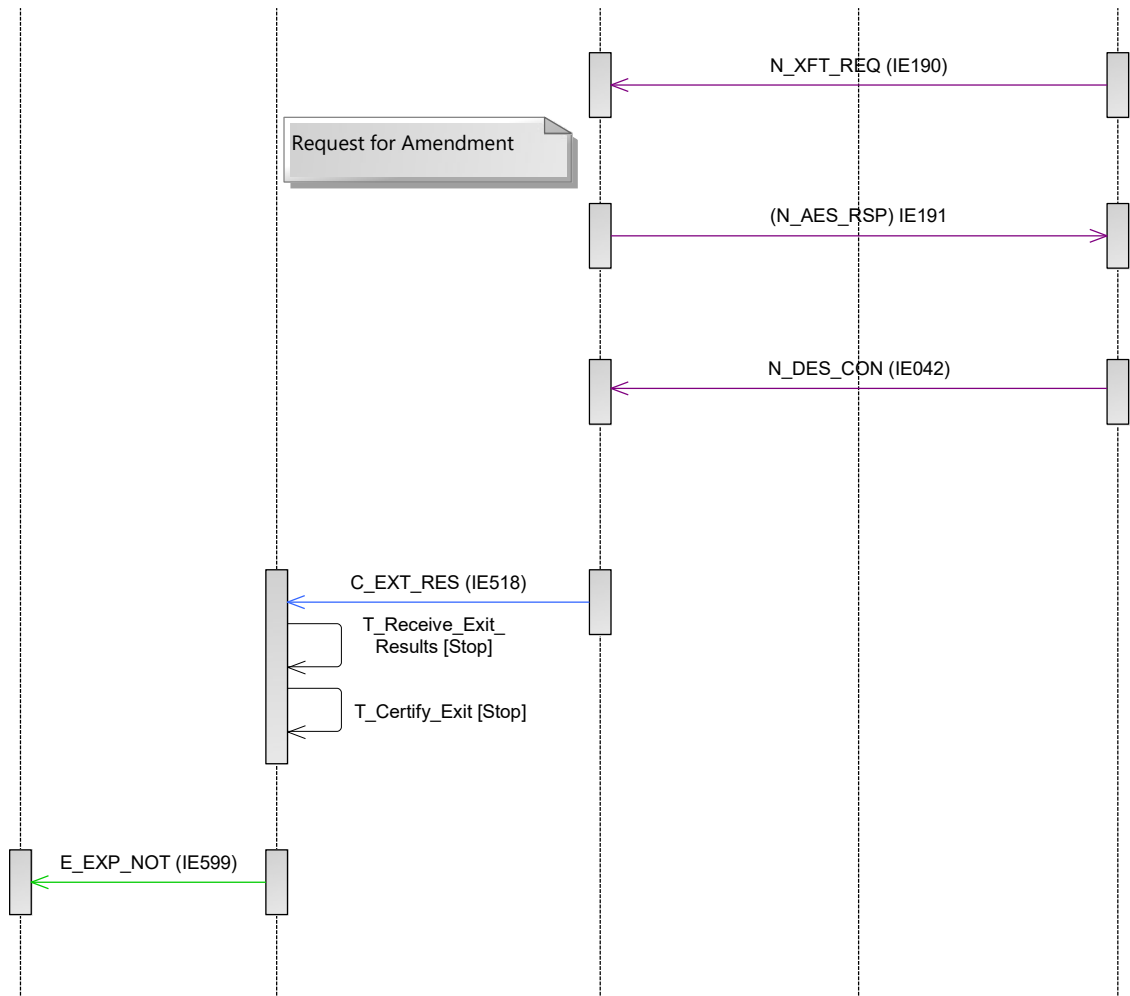 N_XFT_REQ (IE190)
Request for Amendment
(N_AES_RSP) IE191
N_DES_CON (IE042)
C_EXT_RES (IE518)
T_Receive_Exit_
Results [Stop]
T_Certify_Exit [Stop]
E_EXP_NOT (IE599)